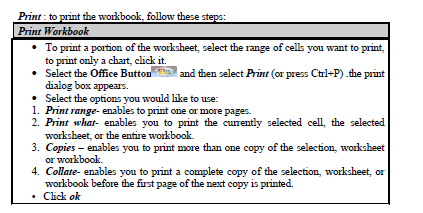 Print : to print the workbook, follow these steps:
Print Workbook
• To print a portion of the worksheet, select the range of cells you want to print,
to print only a chart, click it.
• Select the Office Button and then select Print (or press Ctrl+P) .the print
dialog box appears.
• Select the options you would like to use:
1. Print range- enables to print one or more pages.
2. Print what- enables you to print the currently selected cell, the selected
worksheet, or the entire workbook.
3. Copies – enables you to print more than one copy of the selection, worksheet
or workbook.
4. Collate- enables you to print a complete copy of the selection, worksheet, or
workbook before the first page of the next copy is printed.
• Click ok